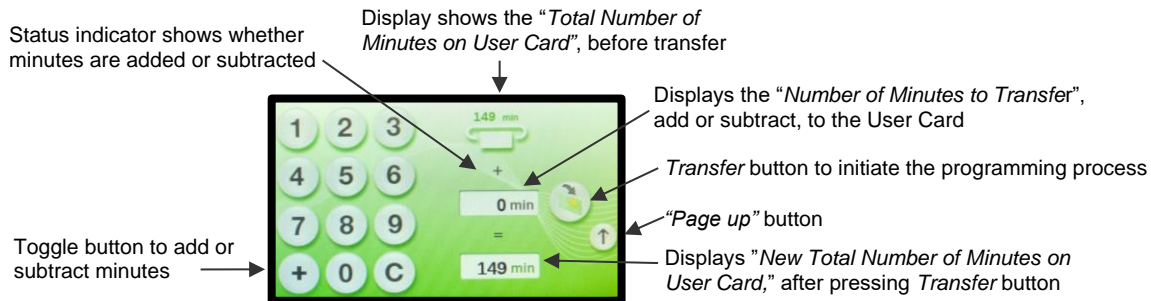 Display shows the “Total Number of
Minutes on User Card”, before transfer
Status indicator shows whether
minutes are added or subtracted
Displays the “Number of Minutes to Transfer”,
add or subtract, to the User Card
Transfer button to initiate the programming process
“Page up” button
Displays ”New Total Number of Minutes on
User Card,” after pressing Transfer button
Toggle button to add or
subtract minutes
1 2 3
4 5 6
7 8 9
+ 0 C
149 min
+
0 min
=
149 min